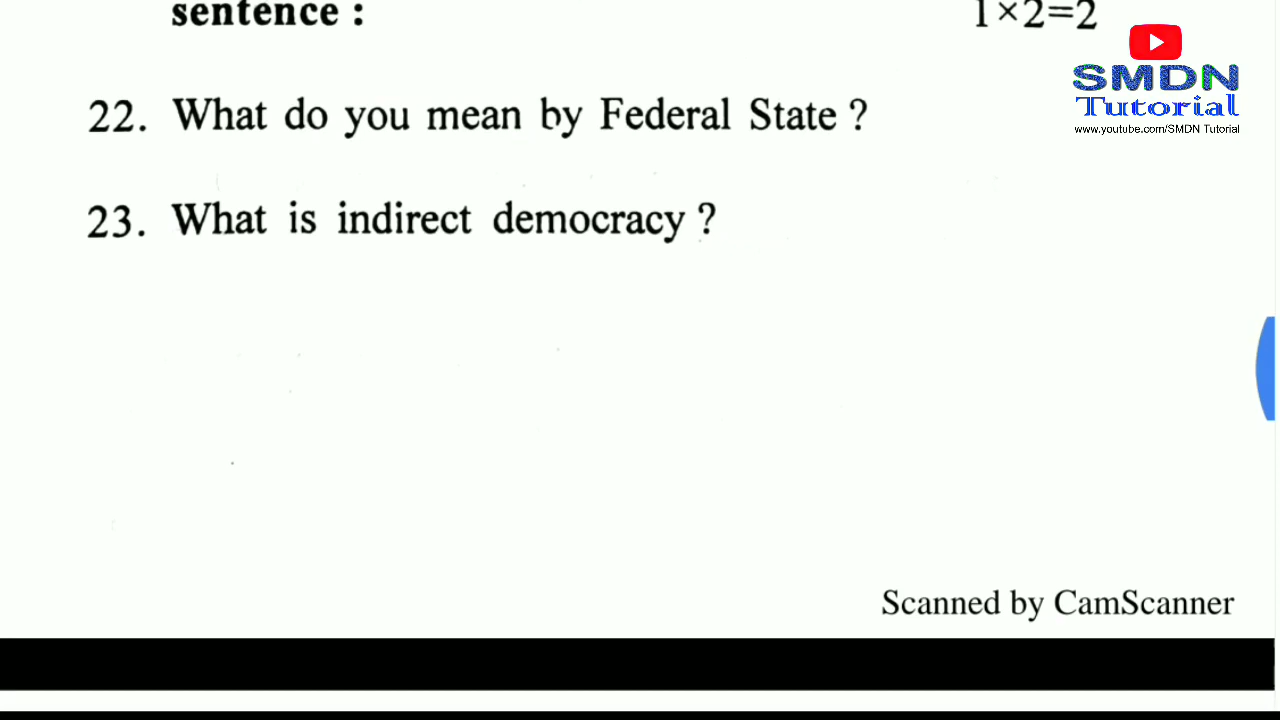 sentence :
1×2=2
SMDN
Tutorial
www.youtube.com/SMDN Tutorial
22. What do you mean by Federal State ?
23. What is indirect democracy ?
Scanned by CamScanner